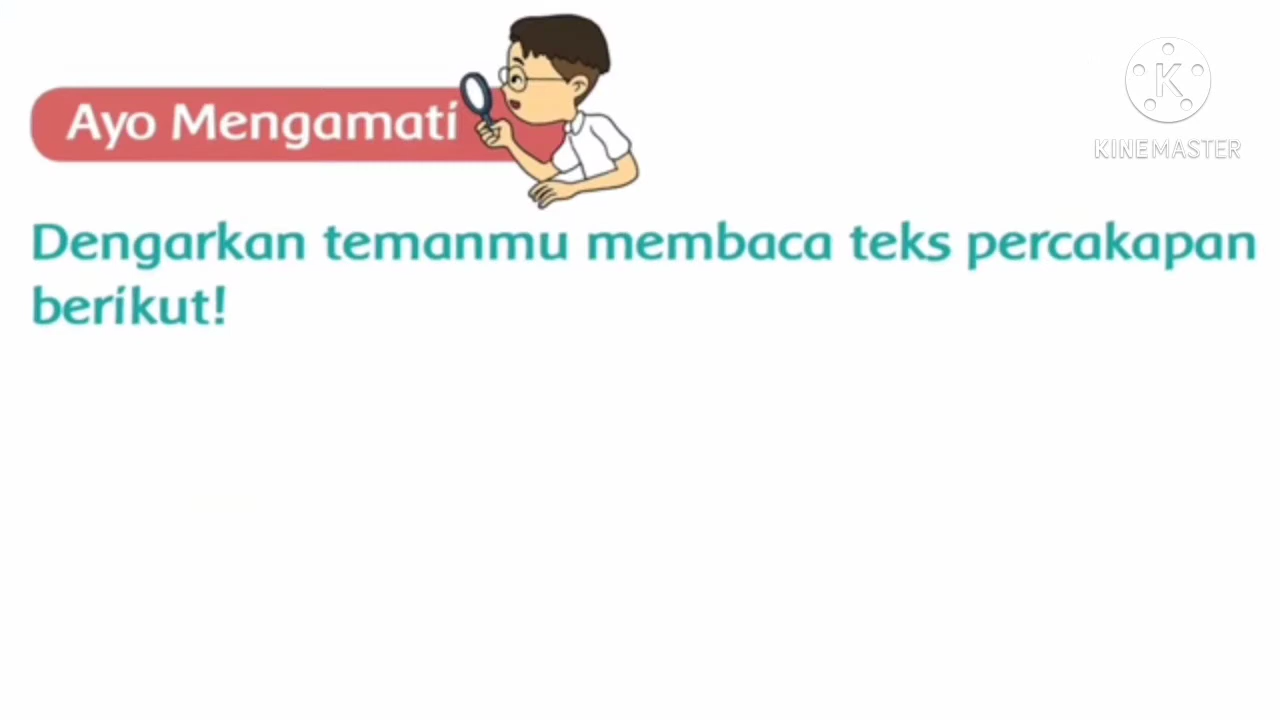 Ayo Mengamati
K
KINEMASTER
Dengarkan temanmu membaca teks percakapan
berikut!